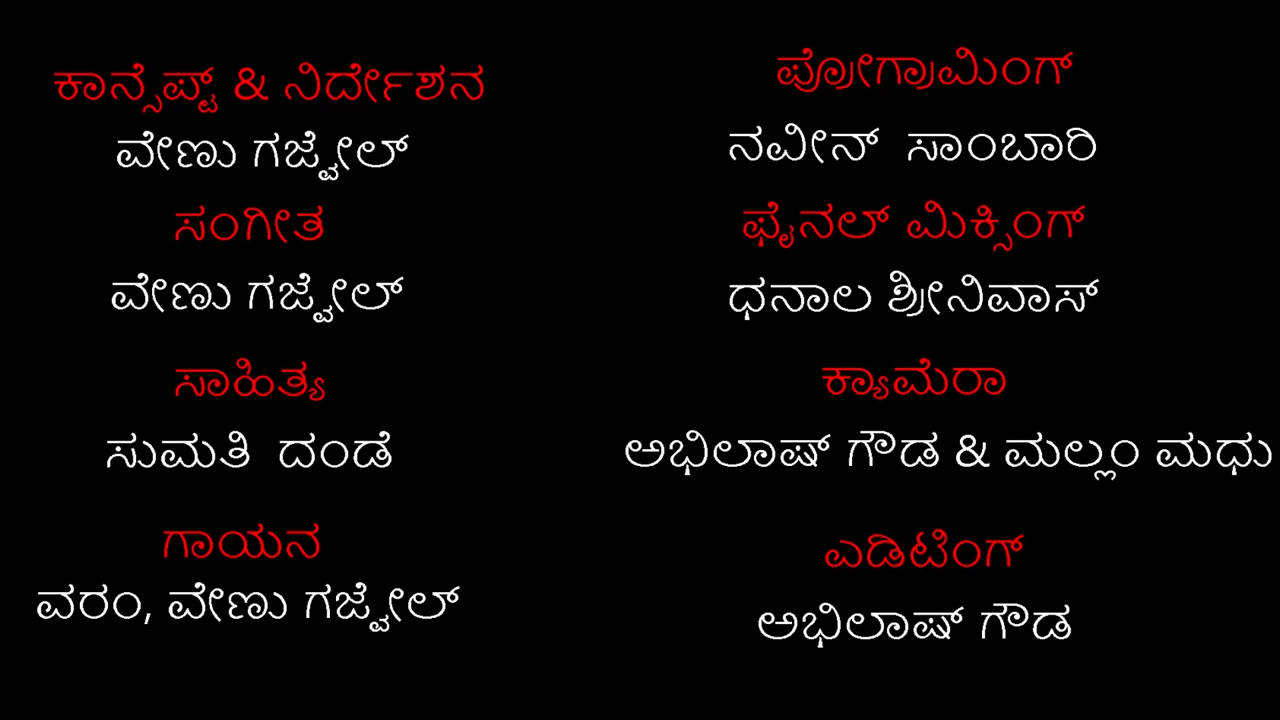 ಕಾನ್ಸೆಪ್ಟ್ & ನಿರ್ದೇಶನ
ವೇಣು ಗಜ್ವೇಲ್
ಸಂಗೀತ
ವೇಣು ಗಜ್ವೇಲ್
ಸಾಹಿತ್ಯ
ಸುಮತಿ ದಂಡೆ
ಗಾಯನ
ವರಂ, ವೇಣು ಗಜ್ವೇಲ್
ಪ್ರೋಗ್ರಾಮಿಂಗ್
ನವೀನ್ ಸಾಂಬಾರಿ
ಫೈನಲ್ ಮಿಕ್ಸಿಂಗ್
ಧನಾಲ ಶ್ರೀನಿವಾಸ್
ಕ್ಯಾಮೆರಾ
ಅಭಿಲಾಷ್ ಗೌಡ & ಮಲ್ಲಂ ಮಧು
ಎಡಿಟಿಂಗ್
ಅಭಿಲಾಷ್ ಗೌಡ